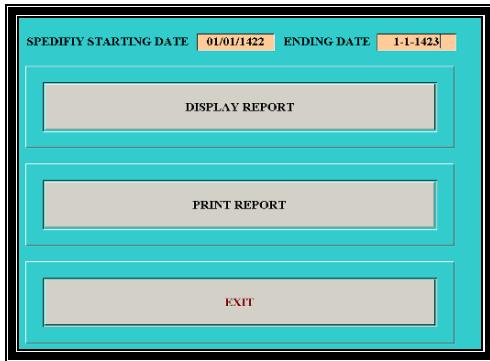 SPEDIFIY STARTING DATE 01/01/1422 ENDING DATE 1-1-1423
DISPLAY REPORT
PRINT REPORT
EXIT